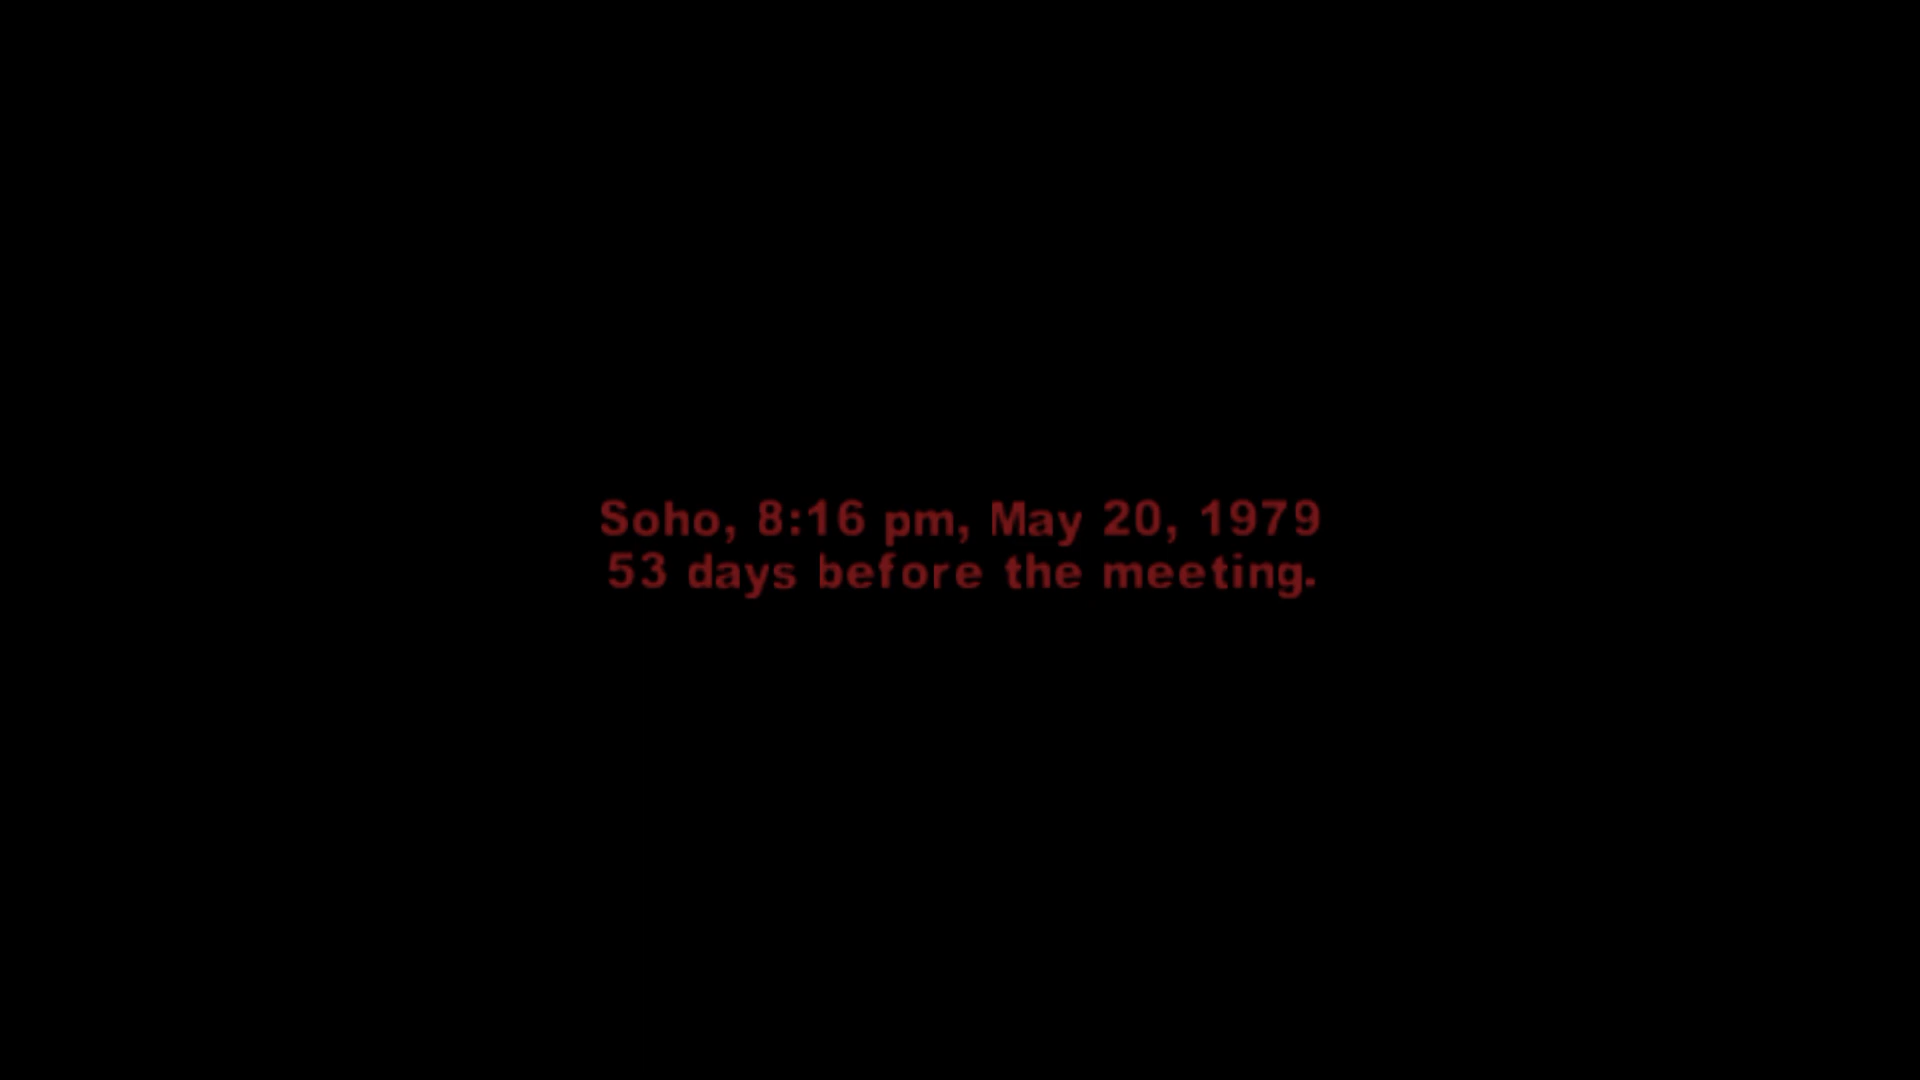 Soho, 8:16 pm, May 20, 1979
53 days before the meeting.